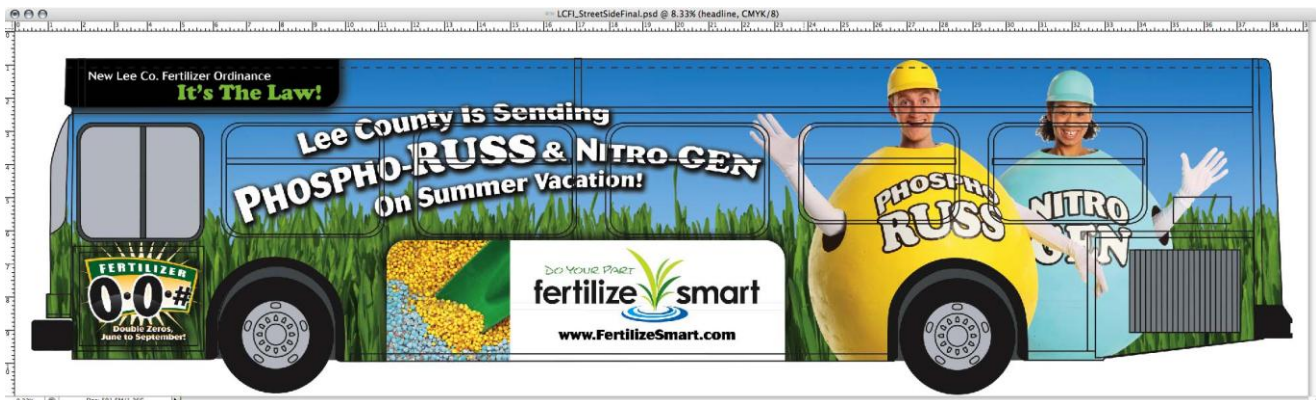 LCFI_StreetSideFinal.psd @ 8.33% (headline, CMYK/8)
New Lee Co. Fertilizer Ordinance
It's The Law!
Lee County Is Sending
PHOSPHO-RUSS & NITRO-GEN
On Summer Vacation!
PHOSPHO
RUSS
NITRO
GEN
FERTILIZER
0·0·#
Double Zeros,
June to September!
DO YOUR PART
fertilize smart
www.FertilizeSmart.com